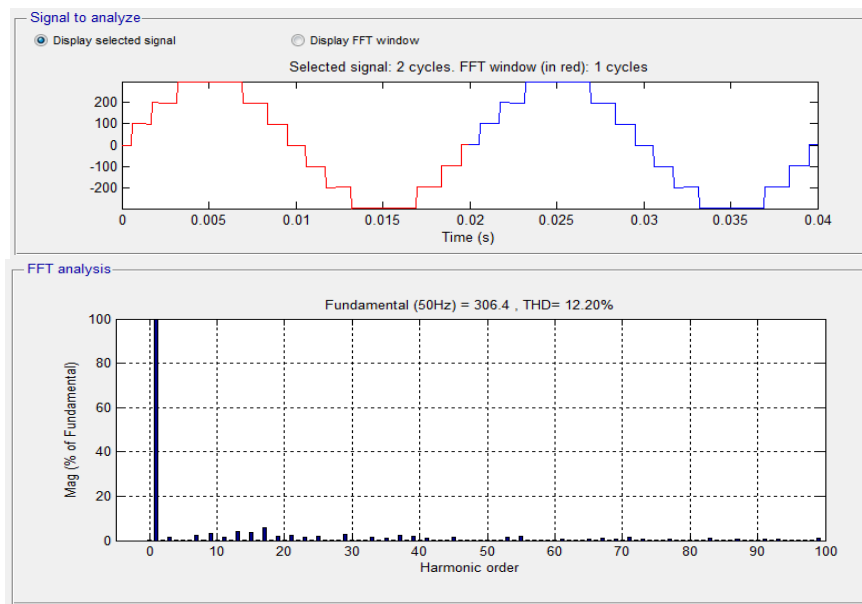 Signal to analyze
Display selected signal Display FFT window
Selected signal: 2 cycles. FFT window (in red): 1 cycles
200
100
0
-100
-200
0 0.005 0.01 0.015 0.02 0.025 0.03 0.035 0.04
Time (s)
FFT analysis
Fundamental (50Hz) = 306.4 , THD= 12.20%
Mag (% of Fundamental)
100
80
60
40
20
0
0 10 20 30 40 50 60 70 80 90 100
Harmonic order